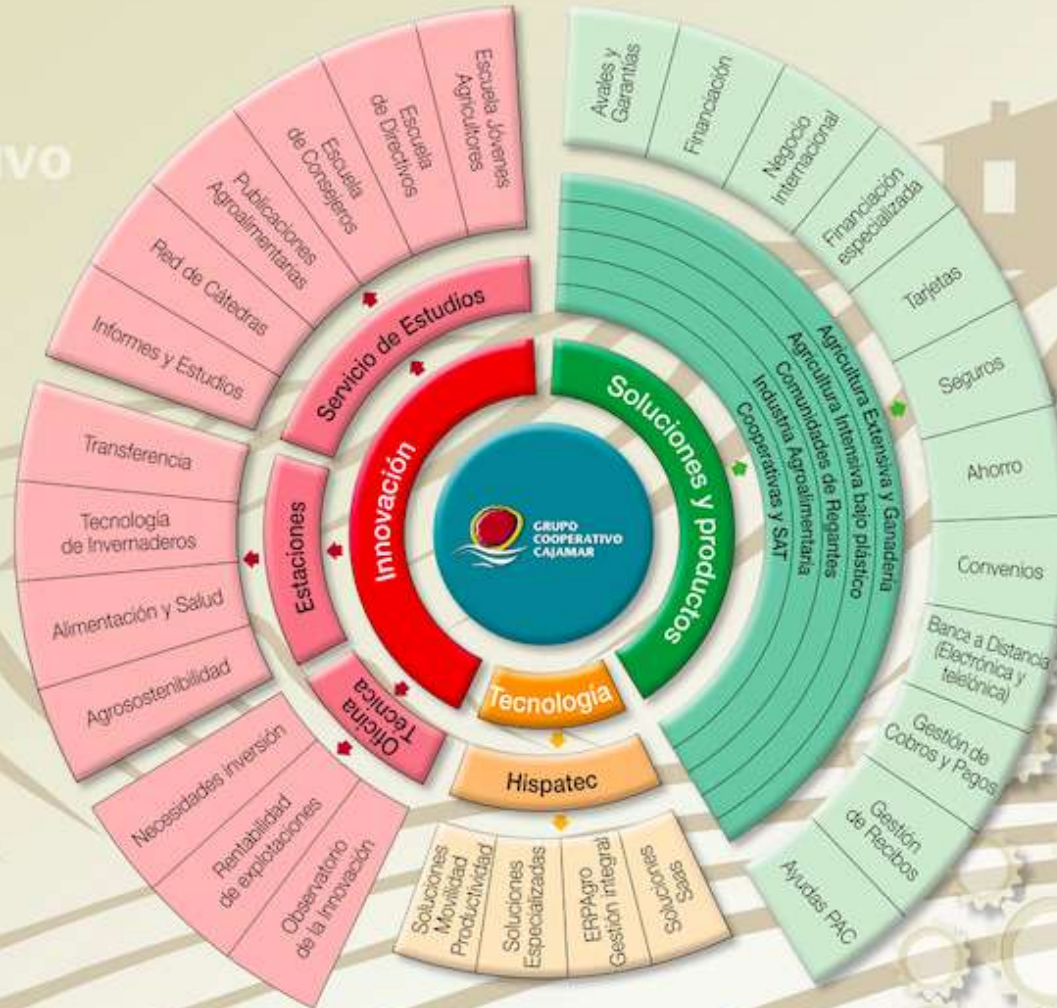 vo
GRUPO
COOPERATIVO
CAJAMAR
Innovación
Servicio de Estudios
Informes y Estudios
Red de Cátedras
Publicaciones
Agroalimentarias
Escuela
de Consejeros
Escuela
de Directivos
Escuela Jóvenes
Agricultores
Estaciones
Transferencia
Tecnología
de Invernaderos
Alimentación y Salud
Agrosostenibilidad
Oficina
Técnica
Necesidades inversión
Rentabilidad
de explotaciones
Observatorio
de la Innovación
Tecnología
Hispatec
Soluciones
Movilidad
Productividad
Soluciones
Especializadas
ERPAgro
Gestión integral
Soluciones
Saas
Soluciones y productos
Agricultura Extensiva y Ganadería
Agricultura Intensiva bajo plástico
Comunidades de Regantes
Industria Agroalimentaria
Cooperativas y SAT
Avales y
Garantías
Financiación
Negocio
Internacional
Financiación
especializada
Tarjetas
Seguros
Ahorro
Convenios
Banca a Distancia
(Electrónica y
telefónica)
Gestión de
Cobros y Pagos
Gestión
de Recibos
Ayudas PAC